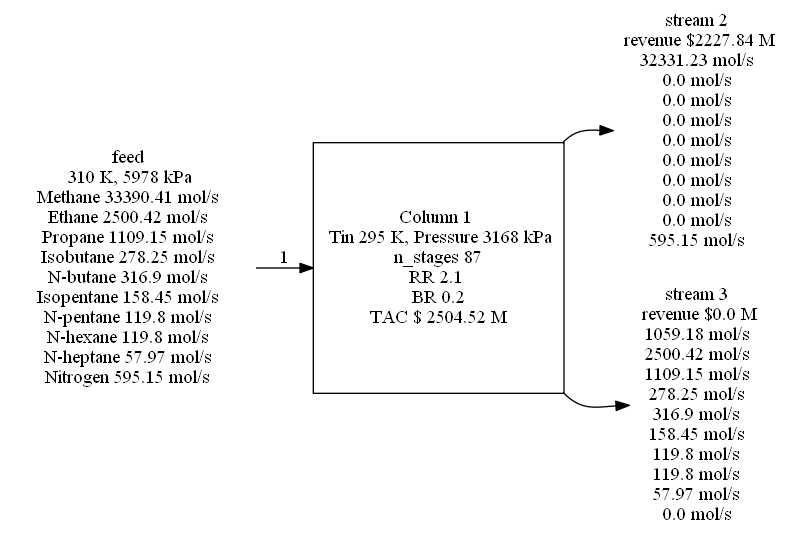 feed
310 K, 5978 kPa
Methane 33390.41 mol/s
Ethane 2500.42 mol/s
Propane 1109.15 mol/s
Isobutane 278.25 mol/s
N-butane 316.9 mol/s
Isopentane 158.45 mol/s
N-pentane 119.8 mol/s
N-hexane 119.8 mol/s
N-heptane 57.97 mol/s
Nitrogen 595.15 mol/s
1
Column 1
Tin 295 K, Pressure 3168 kPa
n_stages 87
RR 2.1
BR 0.2
TAC $ 2504.52 M
stream 2
revenue $2227.84 M
32331.23 mol/s
0.0 mol/s
0.0 mol/s
0.0 mol/s
0.0 mol/s
0.0 mol/s
0.0 mol/s
0.0 mol/s
0.0 mol/s
595.15 mol/s
stream 3
revenue $0.0 M
1059.18 mol/s
2500.42 mol/s
1109.15 mol/s
278.25 mol/s
316.9 mol/s
158.45 mol/s
119.8 mol/s
119.8 mol/s
57.97 mol/s
0.0 mol/s